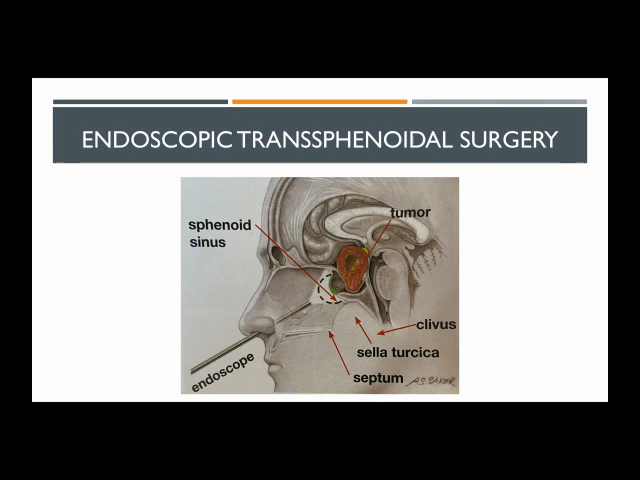 ENDOSCOPIC TRANSSPHENOIDAL SURGERY
tumor
sphenoid
sinus
clivus
sella turcica
endoscope
septum
A.S. BAKER